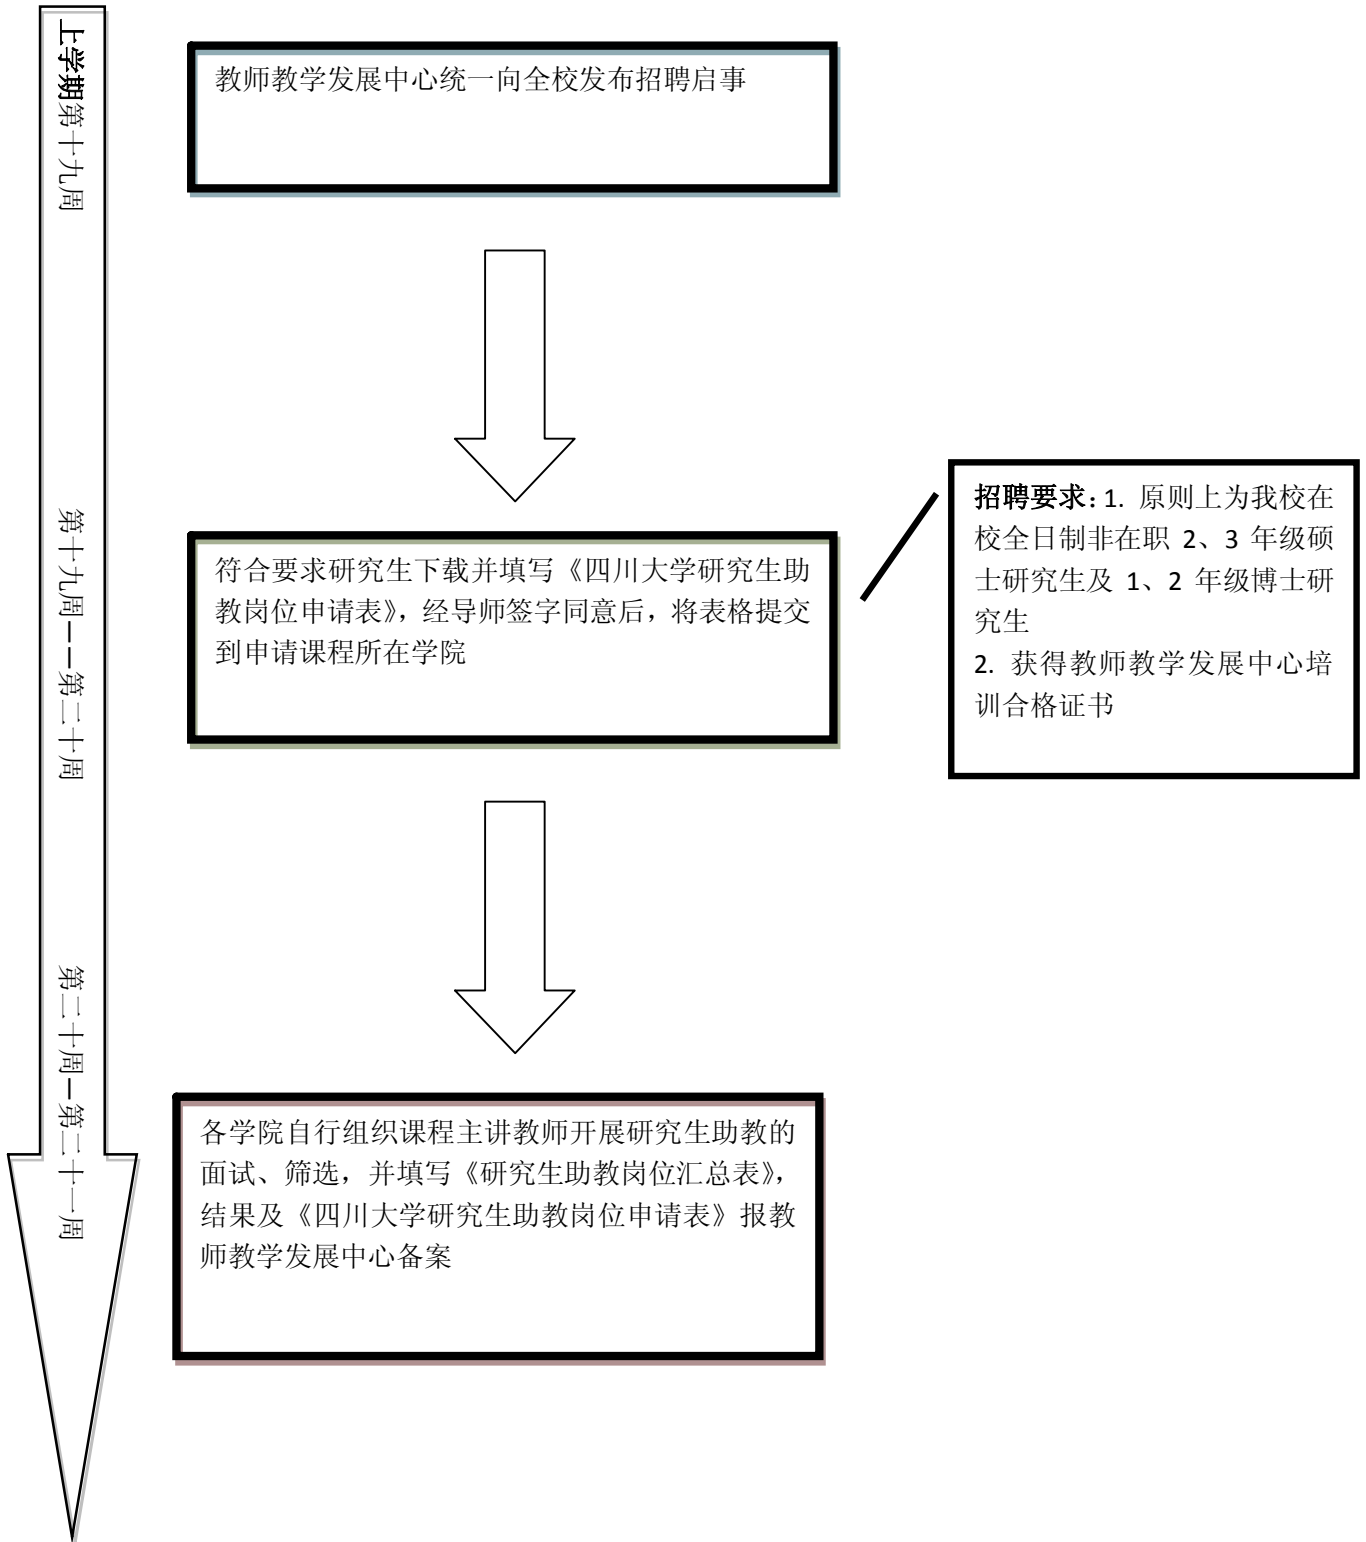 上学期第十九周
教师教学发展中心统一向全校发布招聘启事
第十九周——第二十周
符合要求研究生下载并填写《四川大学研究生助
教岗位申请表》，经导师签字同意后，将表格提交
到申请课程所在学院
招聘要求：1. 原则上为我校在
校全日制非在职 2、3 年级硕
士研究生及 1、2 年级博士研
究生
2. 获得教师教学发展中心培
训合格证书
第二十周—第二十一周
各学院自行组织课程主讲教师开展研究生助教的
面试、筛选，并填写《研究生助教岗位汇总表》，
结果及《四川大学研究生助教岗位申请表》报教
师教学发展中心备案